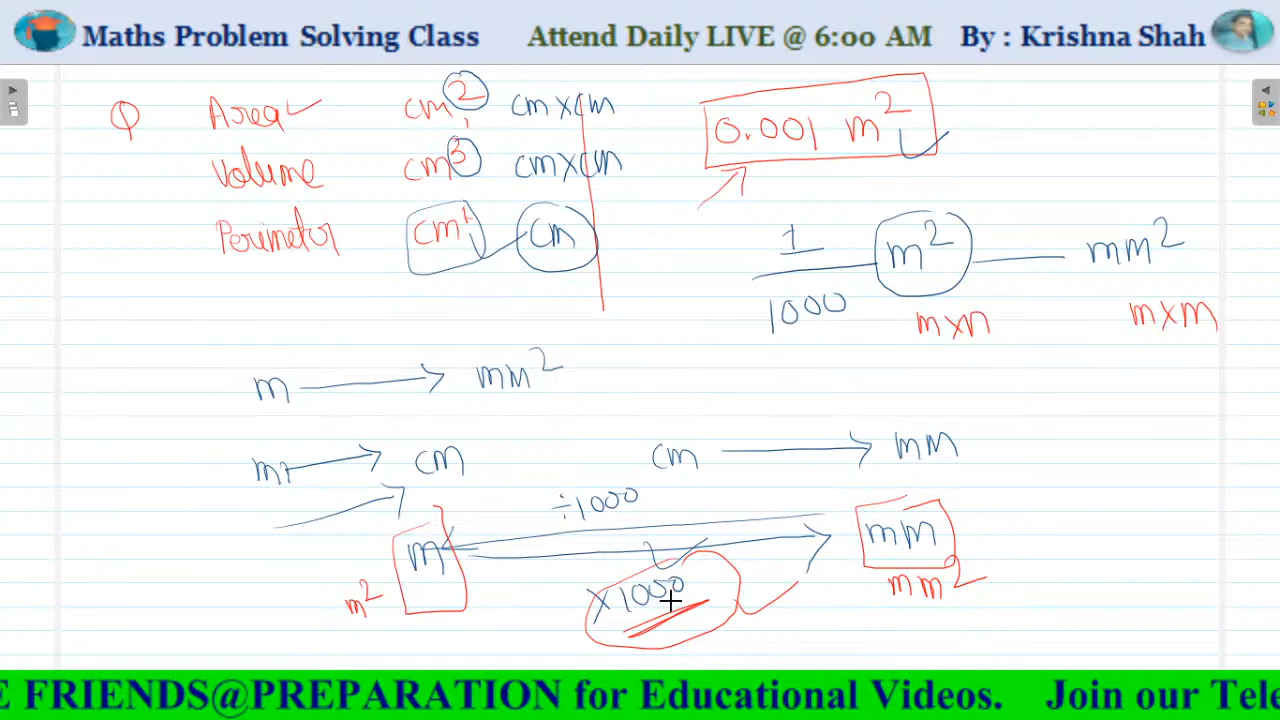 Maths Problem Solving Class Attend Daily LIVE @ 6:00 AM By : Krishna Shah
Q Area cm² cm×cm 0.001 m²
Volume cm³ cm×cm
Perimetor cm¹ cm
1/1000 m² mm²
m×m m×m
m → mm²
m → cm cm → mm
÷1000
m mm
m² ×1000 mm²
E FRIENDS@PREPARATION for Educational Videos. Join our Tele